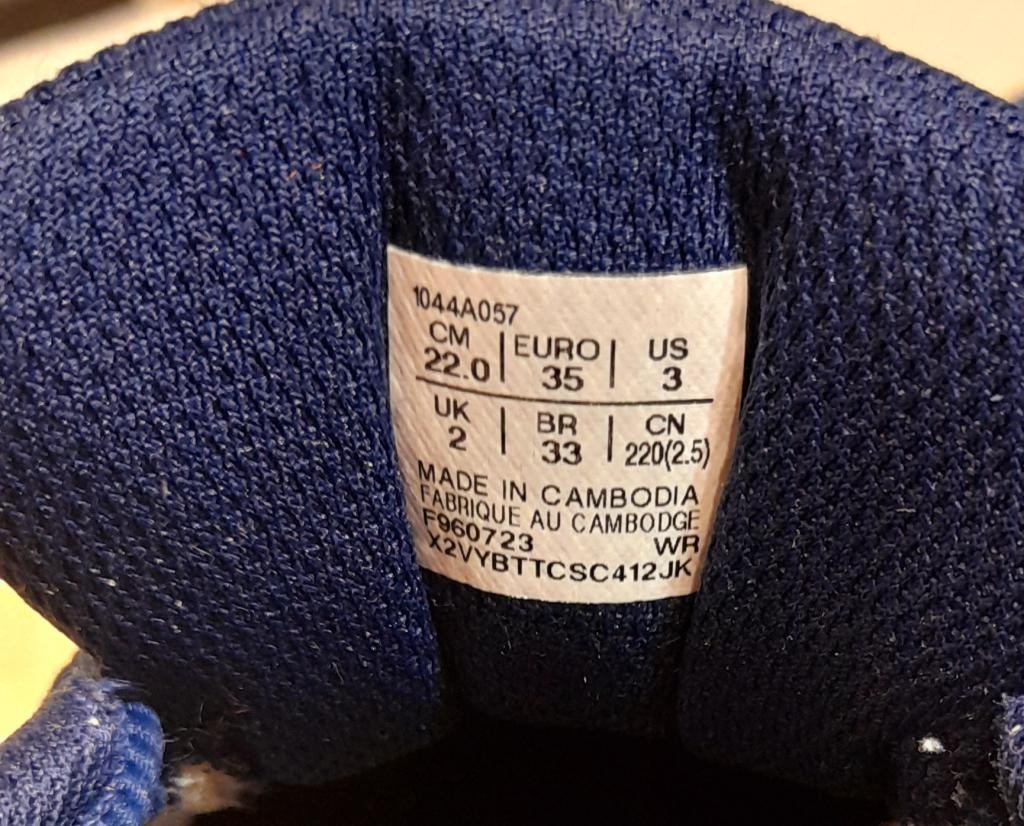 1044A057
CM | EURO | US
22.0 | 35 | 3
UK | BR | CN
2 | 33 | 220(2.5)
MADE IN CAMBODIA
FABRIQUE AU CAMBODGE
F960723 WR
X2VYBTTCSC412JK